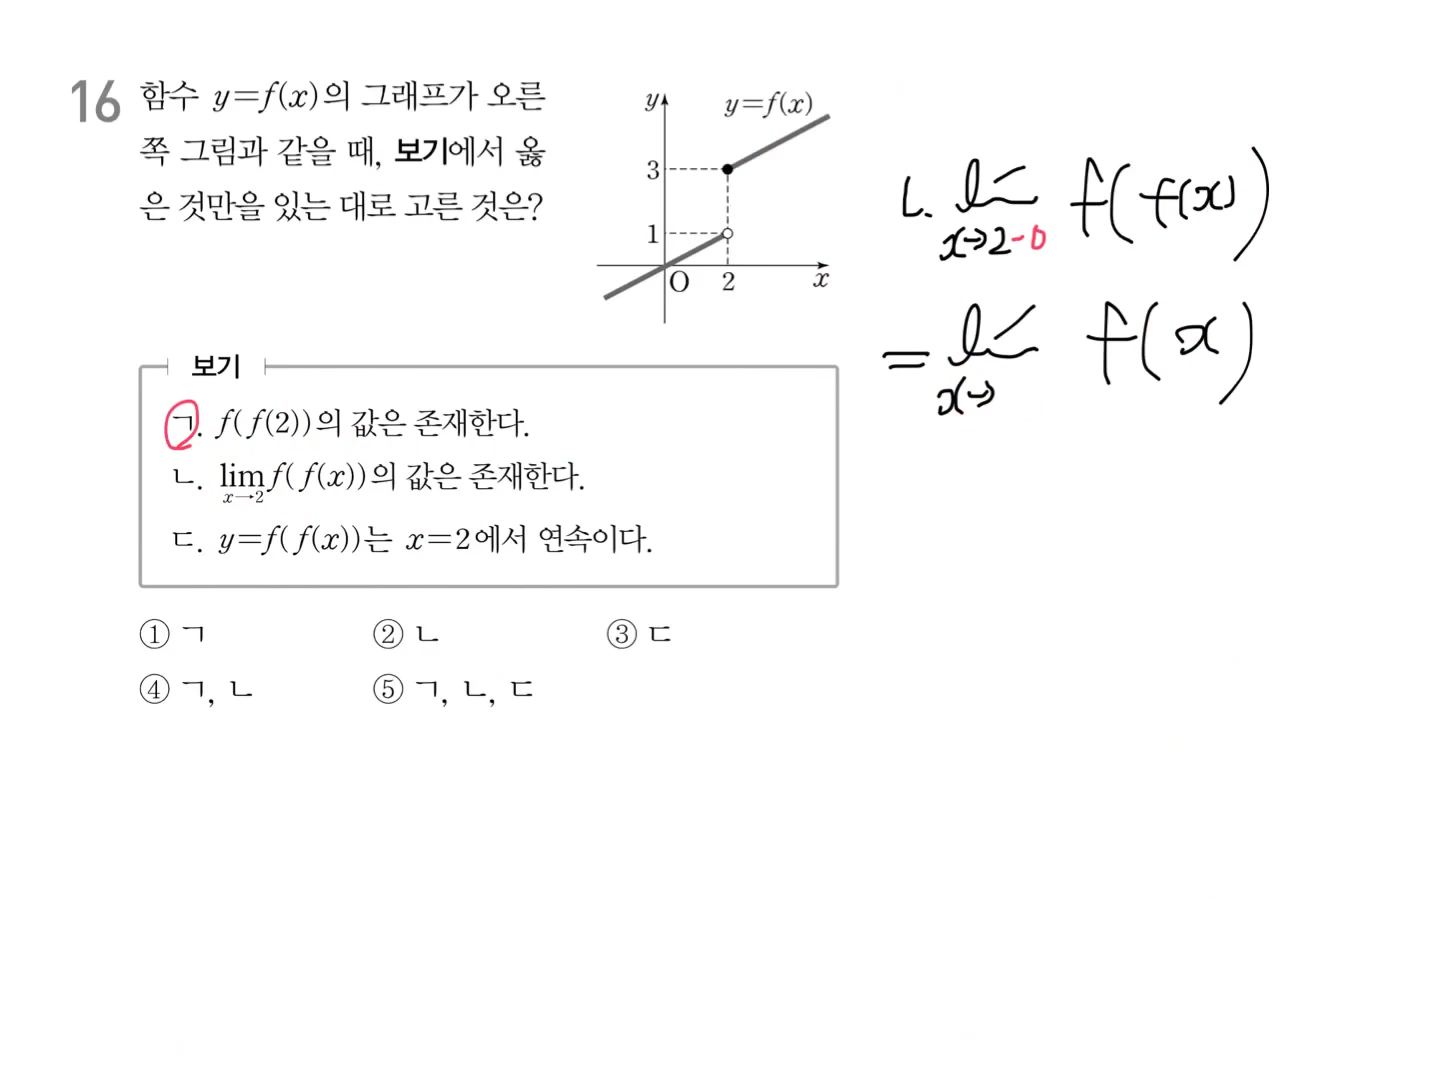 16 함수 y=f(x)의 그래프가 오른
쪽 그림과 같을 때, 보기에서 옳
은 것만을 있는 대로 고른 것은?
y
y=f(x)
3
1
O
2
x
보기
ㄱ. f(f(2))의 값은 존재한다.
ㄴ. lim f(f(x))의 값은 존재한다.
x→2
ㄷ. y=f(f(x))는 x=2에서 연속이다.
① ㄱ ② ㄴ ③ ㄷ
④ ㄱ, ㄴ ⑤ ㄱ, ㄴ, ㄷ
ㄴ. lim f(f(x))
x→2-0
= lim f(x)
x→